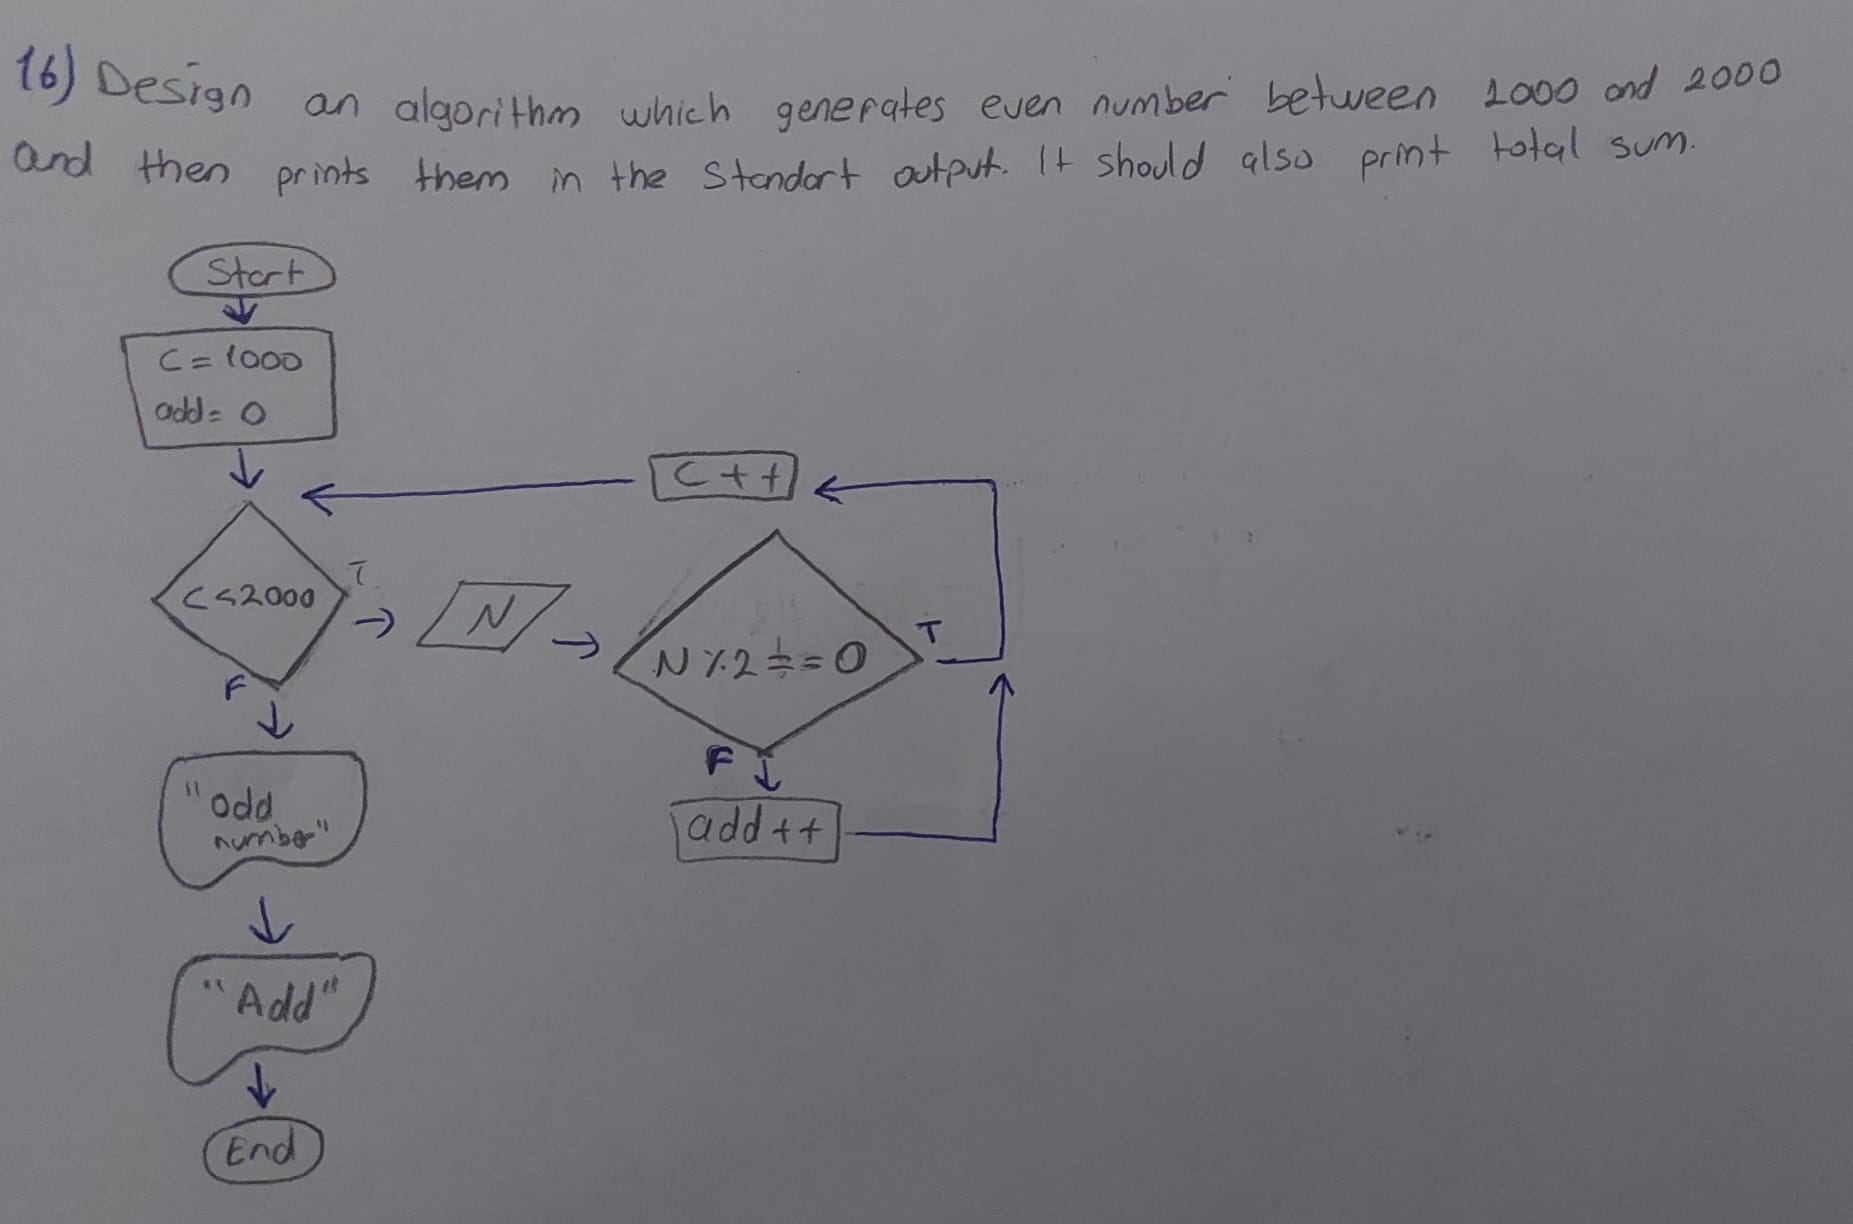 16) Design an algorithm which generates even number between 1000 and 2000
and then prints them in the Standart output. It should also print total sum.
Start
C = 1000
add = 0
C++
C<2000
T
N
N%2 ≠= 0
T
F
F
"odd
number"
add++
"Add"
End